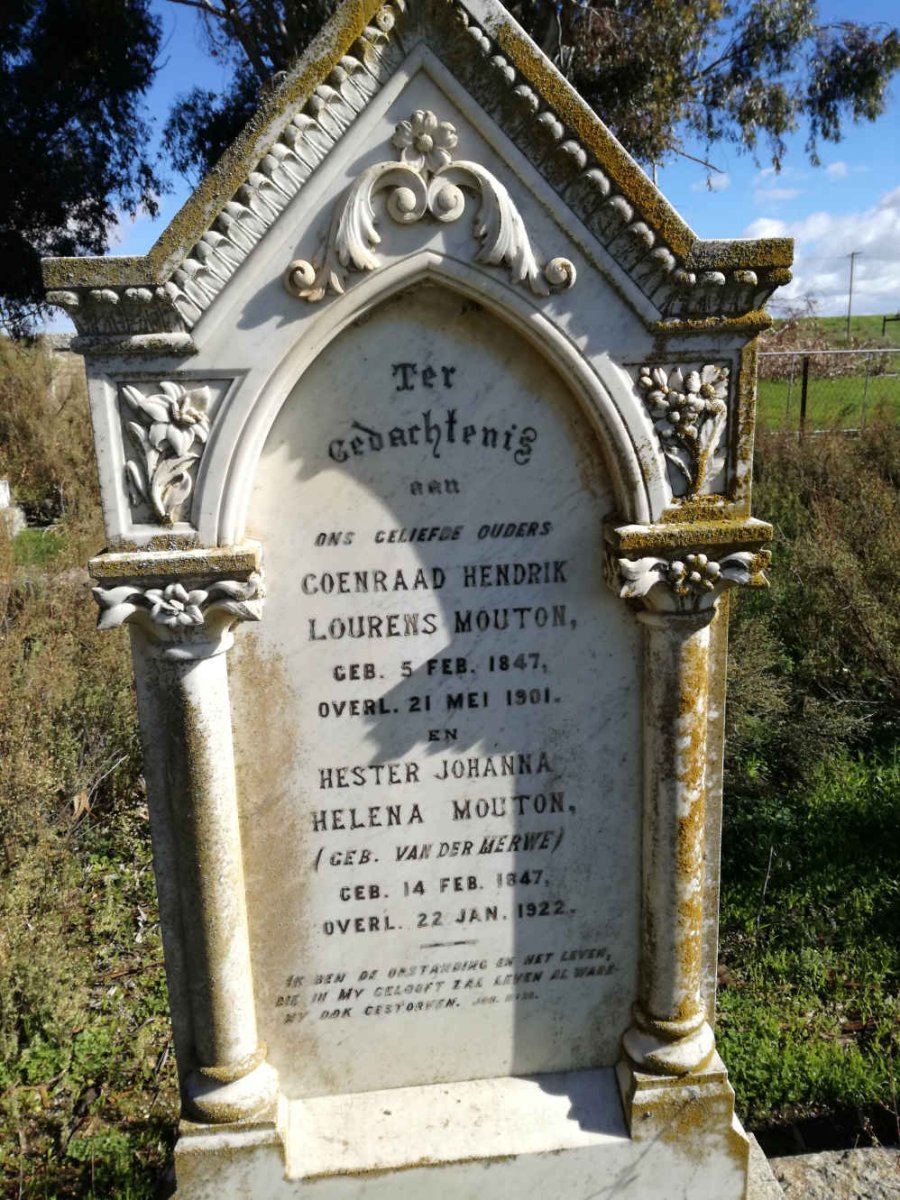 Ter
Gedachtenis
aan
ONS GELIEFDE OUDERS
COENRAAD HENDRIK
LOURENS MOUTON,
GEB. 5 FEB. 1847,
OVERL. 21 MEI 1901.
EN
HESTER JOHANNA
HELENA MOUTON,
(GEB. VAN DER MERWE)
GEB. 14 FEB. 1847,
OVERL. 22 JAN. 1922.
IK BEN DE OPSTANDING EN HET LEVEN,
DIE IN MY GELOOFT ZAL LEVEN AL WARE
HY OOK GESTORVEN. JOH.